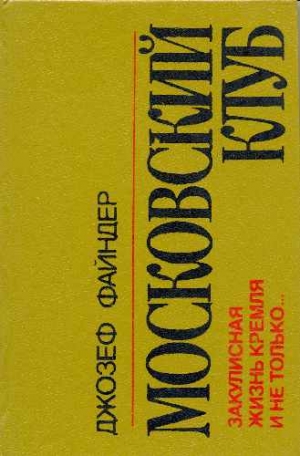 ДЖОЗЕФ ФАЙНДЕР
МОСКОВСКИЙ
КЛУБ
ЗАКУЛИСНАЯ
ЖИЗНЬ КРЕМЛЯ
И НЕ ТОЛЬКО...